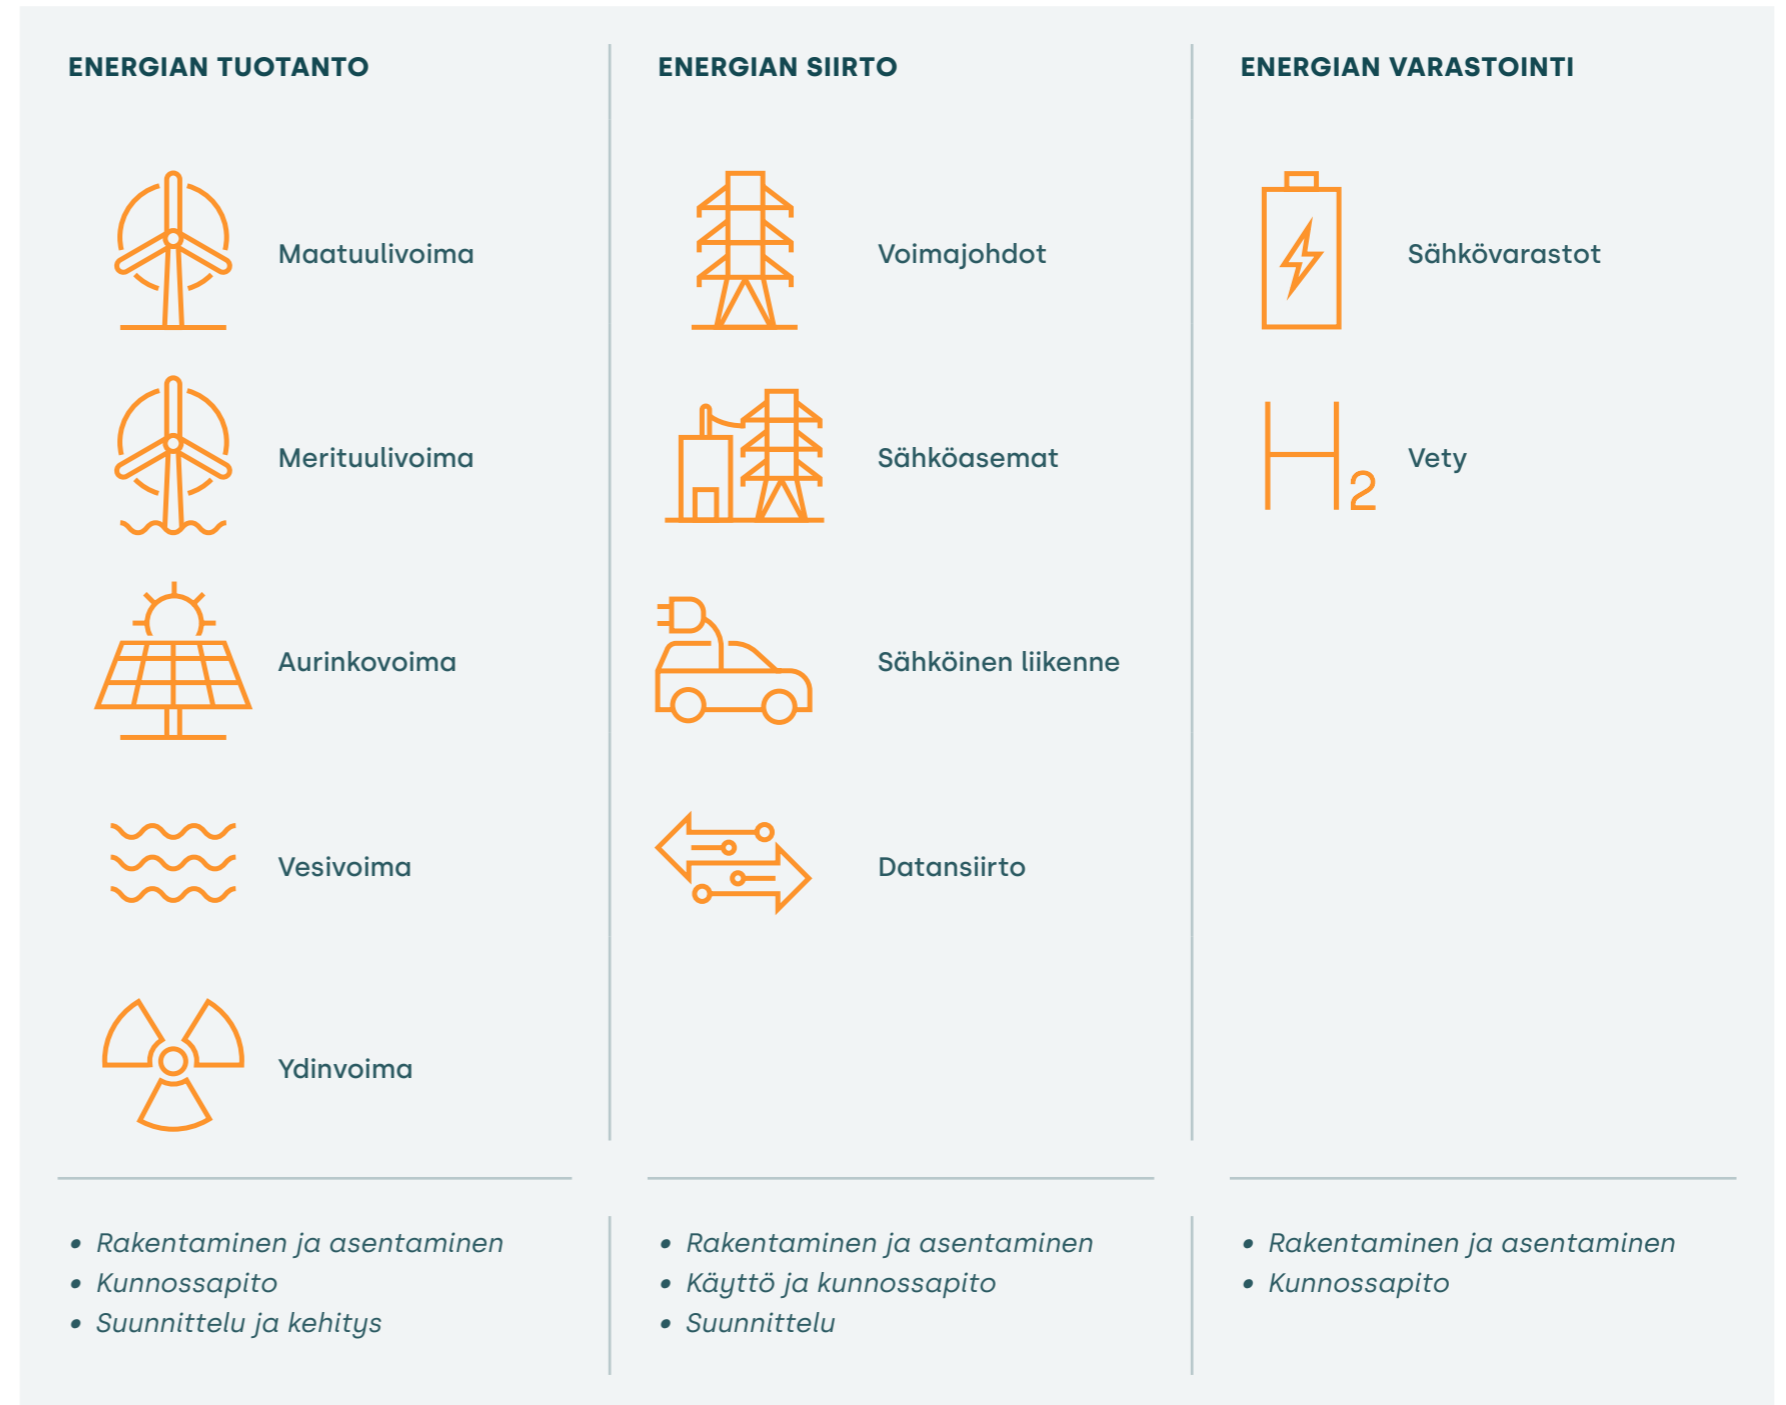 ENERGIAN TUOTANTO
Maatuulivoima
Merituulivoima
Aurinkovoima
Vesivoima
Ydinvoima
• Rakentaminen ja asentaminen
• Kunnossapito
• Suunnittelu ja kehitys
ENERGIAN SIIRTO
Voimajohdot
Sähköasemat
Sähköinen liikenne
Datansiirto
• Rakentaminen ja asentaminen
• Käyttö ja kunnossapito
• Suunnittelu
ENERGIAN VARASTOINTI
Sähkövarastot
H2
Vety
• Rakentaminen ja asentaminen
• Kunnossapito